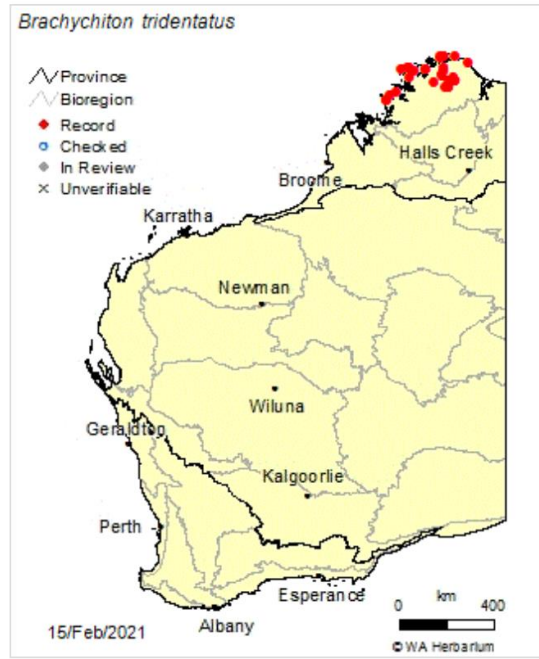 Brachychiton tridentatus
Province
Bioregion
Record
Checked
In Review
Unverifiable
Halls Creek
Broome
Karratha
Newman
Wiluna
Geraldton
Kalgoorlie
Perth
Esperance
Albany
km
0 400
15/Feb/2021
© WA Herbarium